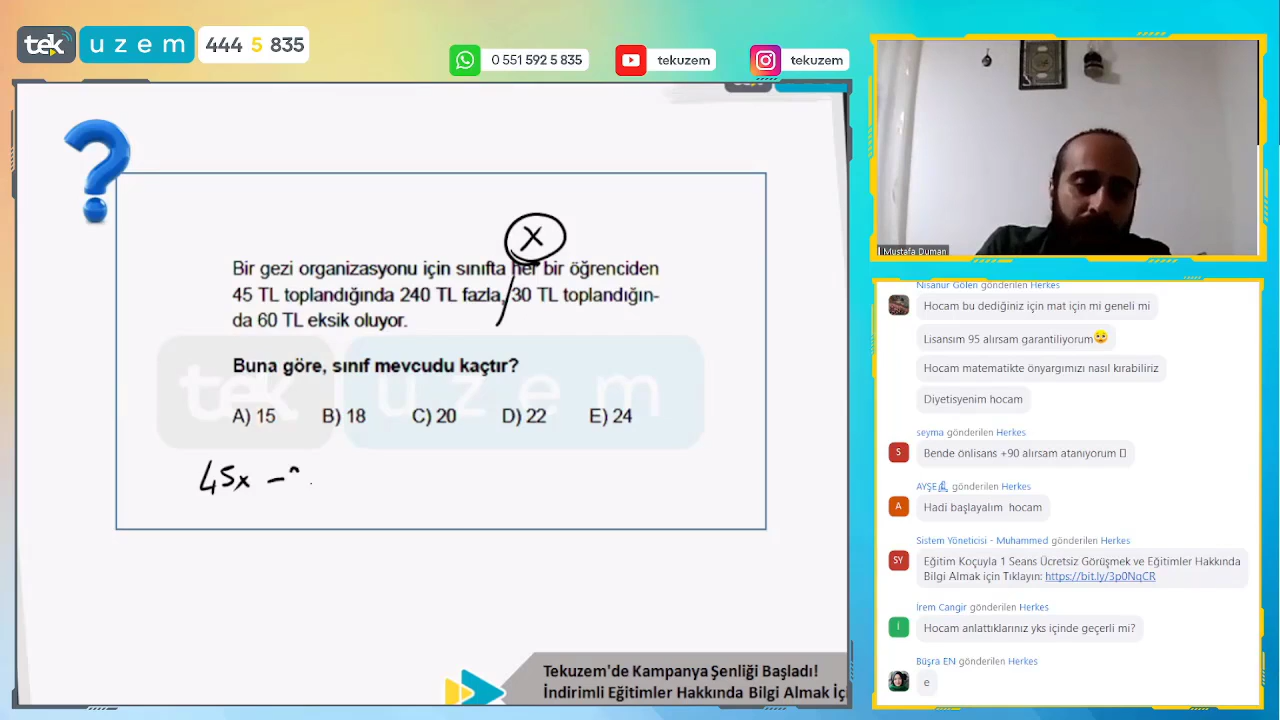 tek uzem 444 5 835
0 551 592 5 835
tekuzem
tekuzem
X
Bir gezi organizasyonu için sınıfta her bir öğrenciden
45 TL toplandığında 240 TL fazla, 30 TL toplandığın-
da 60 TL eksik oluyor.
Buna göre, sınıf mevcudu kaçtır?
tek uzem
A) 15 B) 18 C) 20 D) 22 E) 24
45x -
Tekuzem'de Kampanya Şenliği Başladı!
İndirimli Eğitimler Hakkında Bilgi Almak İçi
Mustafa Duman
Nisanur Gölen gönderilen Herkes
Hocam bu dediğiniz için mat için mi geneli mi
Lisansım 95 alırsam garantiliyorum
Hocam matematikte önyargımızı nasıl kırabiliriz
Diyetisyenim hocam
seyma gönderilen Herkes
S
Bende önlisans +90 alırsam atanıyorum
AYŞE gönderilen Herkes
A
Hadi başlayalım hocam
Sistem Yöneticisi - Muhammed gönderilen Herkes
SY
Eğitim Koçuyla 1 Seans Ücretsiz Görüşmek ve Eğitimler Hakkında
Bilgi Almak için Tıklayın: https://bit.ly/3p0NqCR
İrem Cangir gönderilen Herkes
İ
Hocam anlattıklarınız yks içinde geçerli mi?
Büşra EN gönderilen Herkes
e